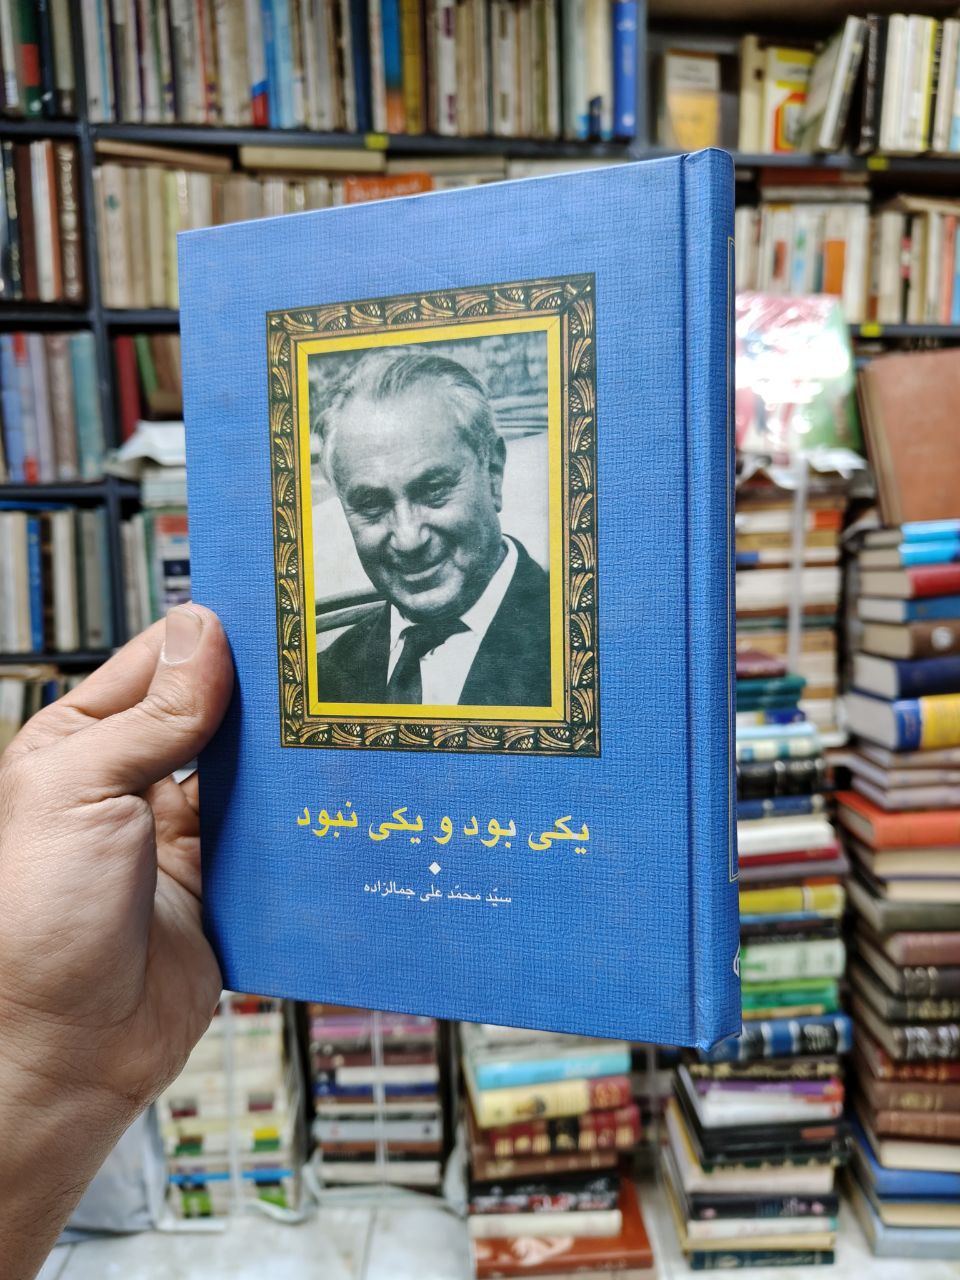 یکی بود و یکی نبود
سیّد محمّد علی جمالزاده